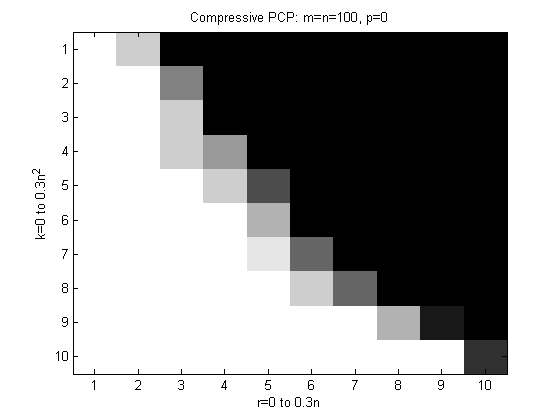 Compressive PCP: m=n=100, p=0
k=0 to 0.3n²
1
2
3
4
5
6
7
8
9
10
1 2 3 4 5 6 7 8 9 10
r=0 to 0.3n